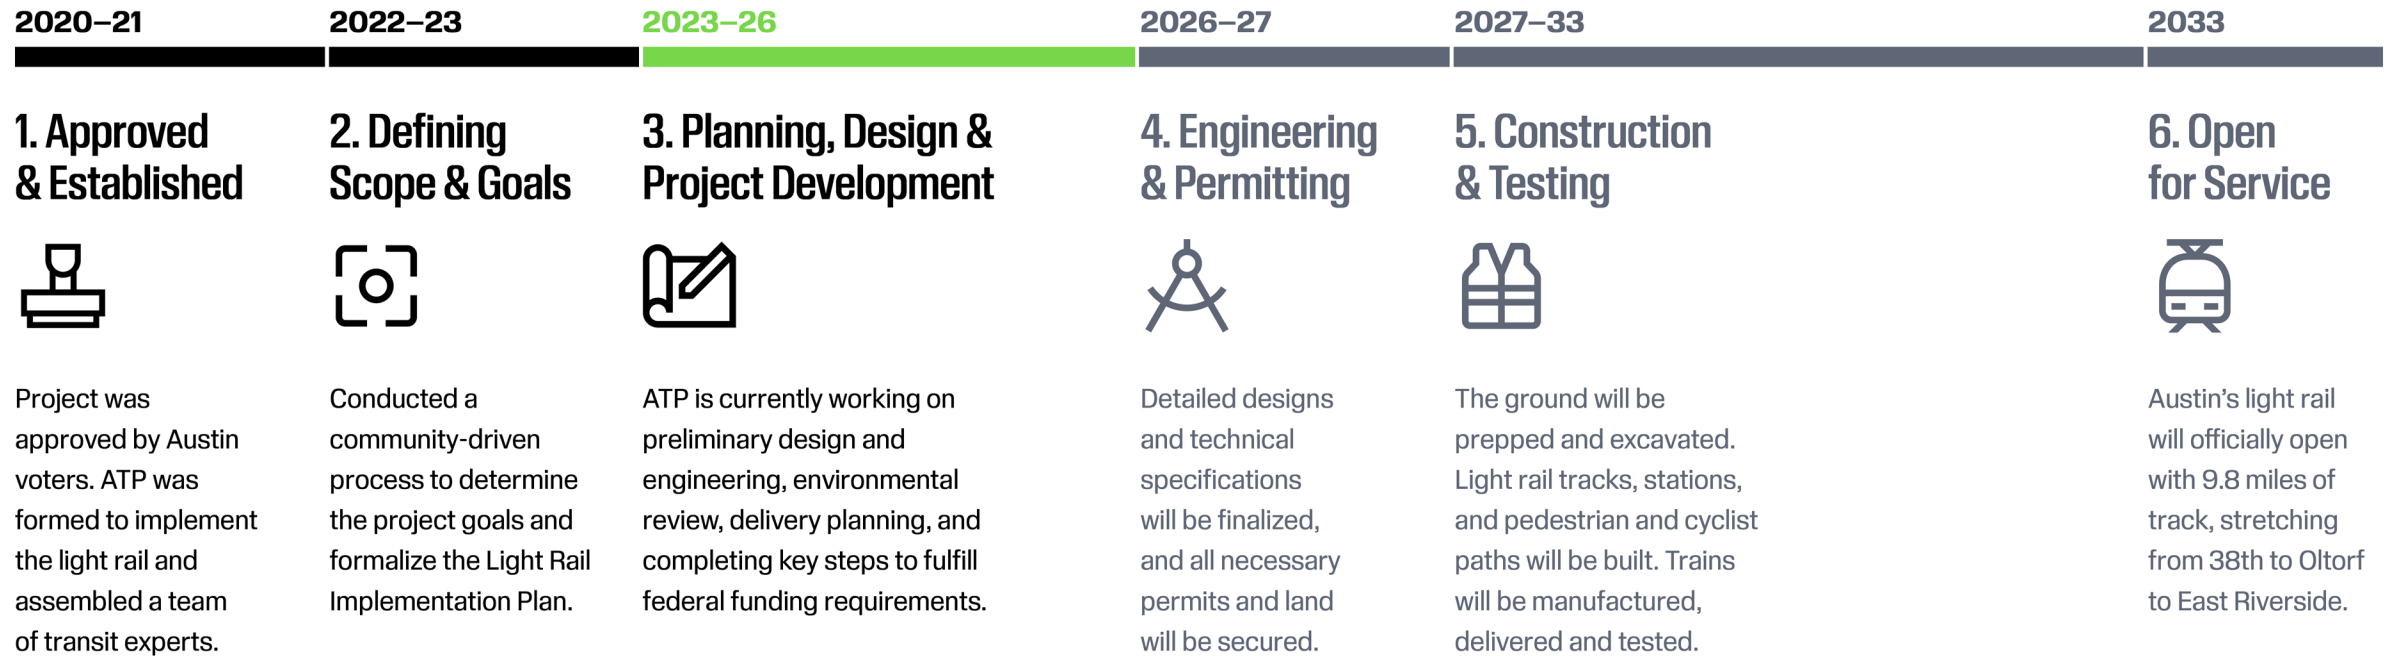 2020–21
1. Approved
& Established
Project was
approved by Austin
voters. ATP was
formed to implement
the light rail and
assembled a team
of transit experts.
2022–23
2. Defining
Scope & Goals
Conducted a
community-driven
process to determine
the project goals and
formalize the Light Rail
Implementation Plan.
2023–26
3. Planning, Design &
Project Development
ATP is currently working on
preliminary design and
engineering, environmental
review, delivery planning, and
completing key steps to fulfill
federal funding requirements.
2026–27
4. Engineering
& Permitting
Detailed designs
and technical
specifications
will be finalized,
and all necessary
permits and land
will be secured.
2027–33
5. Construction
& Testing
The ground will be
prepped and excavated.
Light rail tracks, stations,
and pedestrian and cyclist
paths will be built. Trains
will be manufactured,
delivered and tested.
2033
6. Open
for Service
Austin’s light rail
will officially open
with 9.8 miles of
track, stretching
from 38th to Oltorf
to East Riverside.